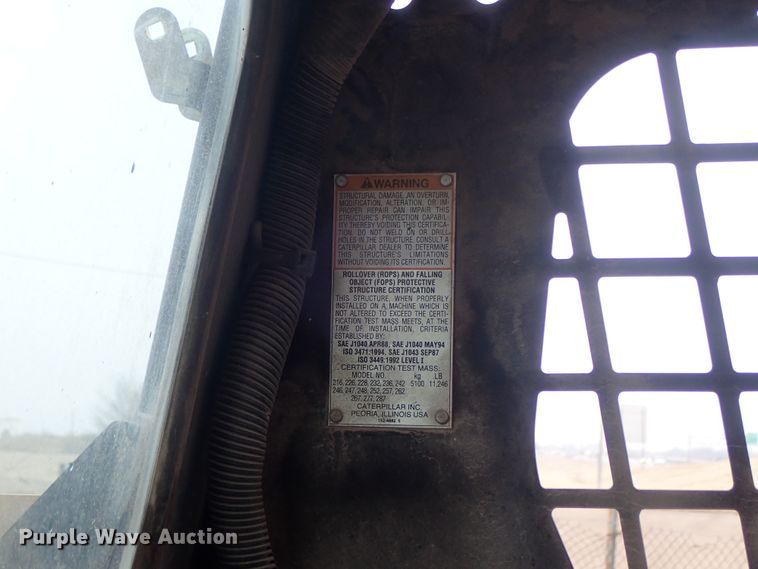 WARNING
STRUCTURAL DAMAGE, AN OVERTURN,
MODIFICATION, ALTERATION, OR IM-
PROPER REPAIR CAN IMPAIR THIS
STRUCTURE'S PROTECTION CAPABIL-
ITY THEREBY VOIDING THIS CERTIFICA-
TION. DO NOT WELD ON OR DRILL
HOLES IN THE STRUCTURE. CONSULT A
CATERPILLAR DEALER TO DETERMINE
THIS STRUCTURE'S LIMITATIONS
WITHOUT VOIDING ITS CERTIFICATION.
ROLLOVER (ROPS) AND FALLING
OBJECT (FOPS) PROTECTIVE
STRUCTURE CERTIFICATION
THIS STRUCTURE, WHEN PROPERLY
INSTALLED ON A MACHINE WHICH IS
NOT ALTERED TO EXCEED THE CERTI-
FICATION TEST MASS MEETS, AT THE
TIME OF INSTALLATION, CRITERIA
ESTABLISHED BY:
SAE J1040 APR88, SAE J1040 MAY94
ISO 3471:1994, SAE J1043 SEP87
ISO 3449:1992 LEVEL I
CERTIFICATION TEST MASS:
MODEL NO. kg LB
216, 226, 228, 232, 236, 242 5100 11,246
246, 247, 248, 252, 257, 262
267, 277, 287
CATERPILLAR INC.
PEORIA, ILLINOIS USA
Purple Wave Auction